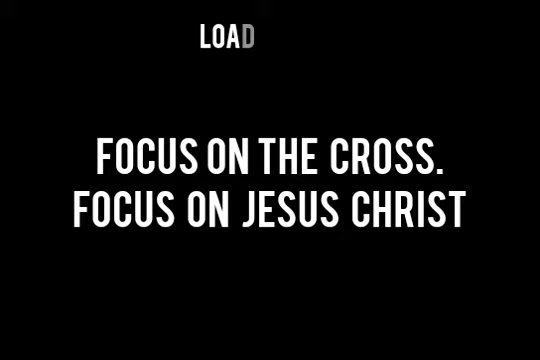 LOAD
FOCUS ON THE CROSS.
FOCUS ON JESUS CHRIST